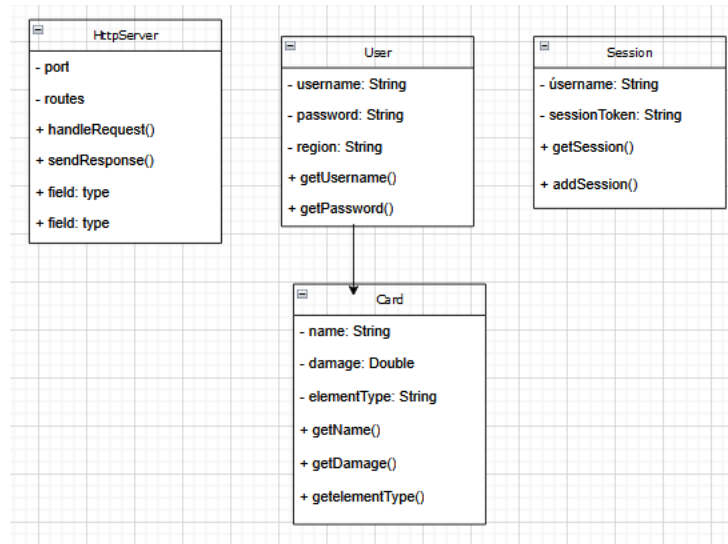 HttpServer
- port
- routes
+ handleRequest()
+ sendResponse()
+ field: type
+ field: type
User
- username: String
- password: String
- region: String
+ getUsername()
+ getPassword()
Session
- úsername: String
- sessionToken: String
+ getSession()
+ addSession()
Card
- name: String
- damage: Double
- elementType: String
+ getName()
+ getDamage()
+ getelementType()